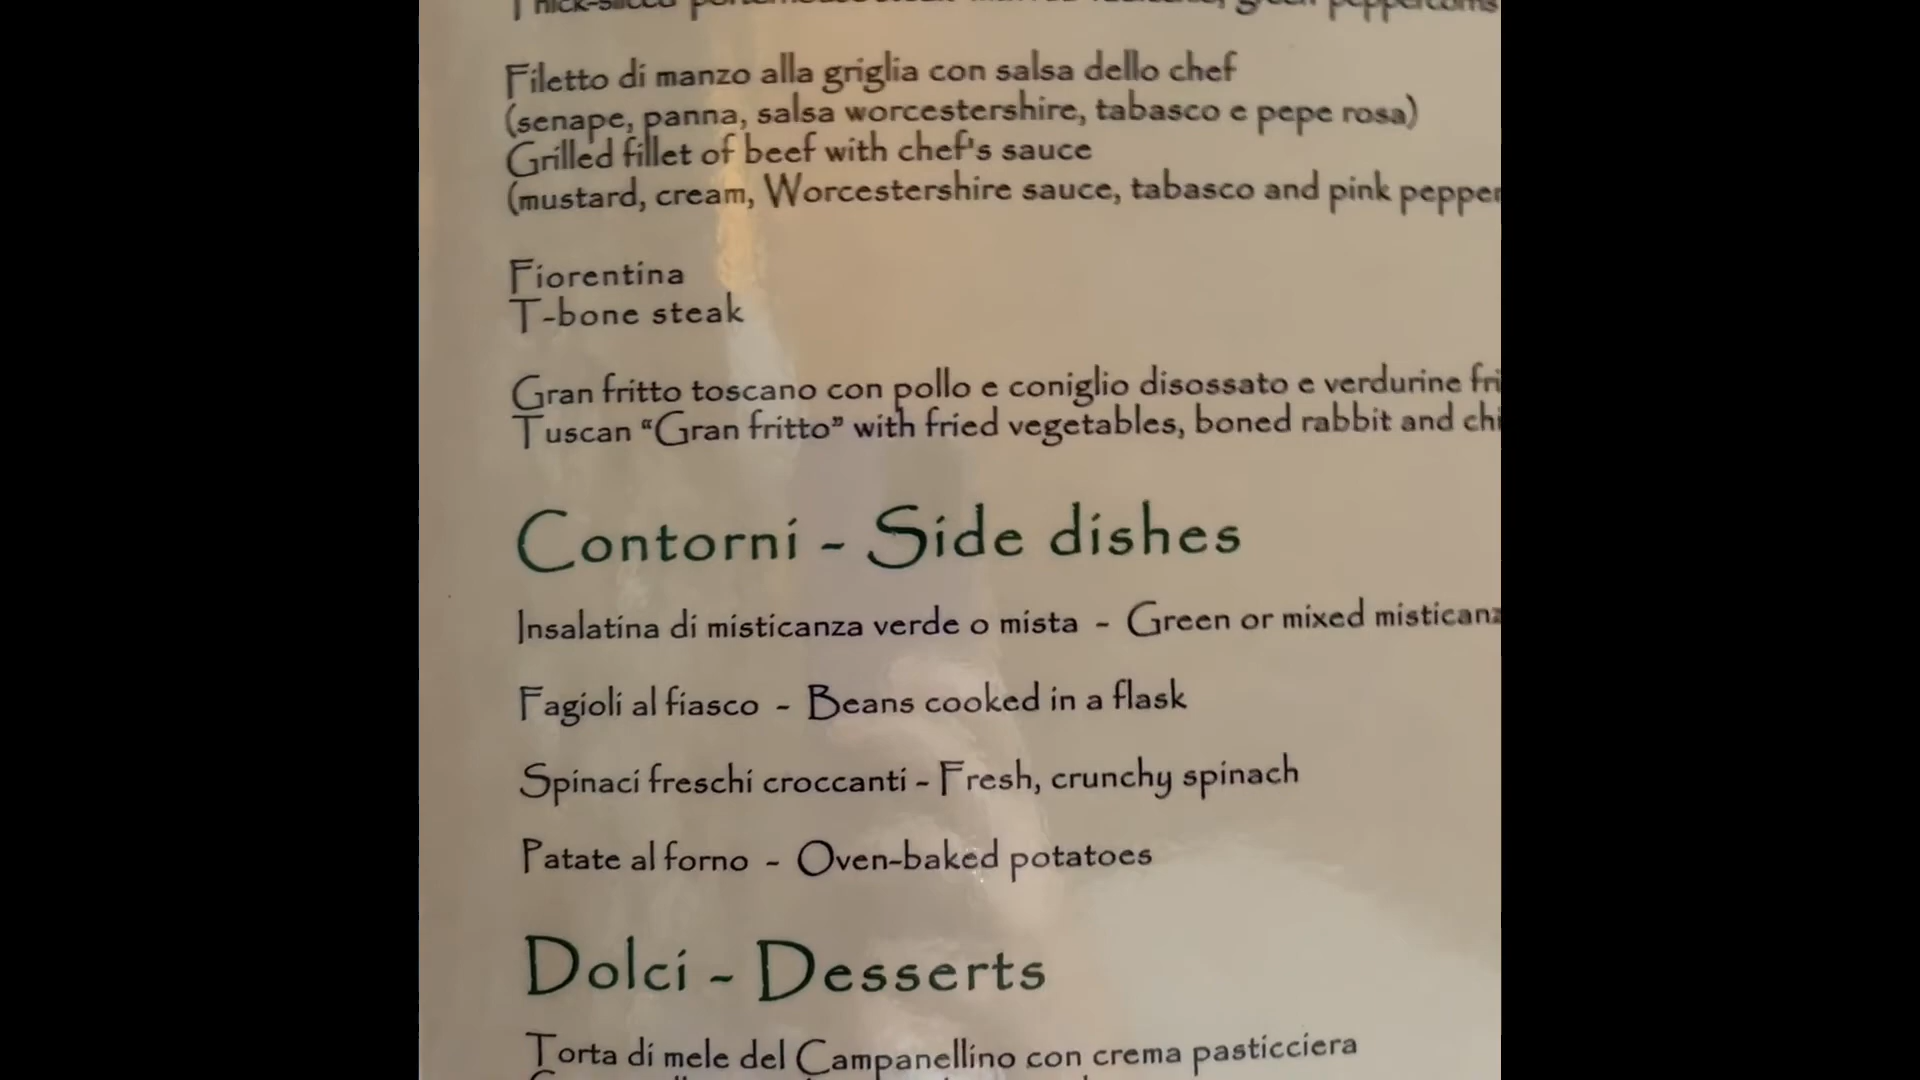 Filetto di manzo alla griglia con salsa dello chef
(senape, panna, salsa worcestershire, tabasco e pepe rosa)
Grilled fillet of beef with chef's sauce
(mustard, cream, Worcestershire sauce, tabasco and pink pepper
Fiorentina
T-bone steak
Gran fritto toscano con pollo e coniglio disossato e verdurine
Tuscan “Gran fritto” with fried vegetables, boned rabbit and
Contorni - Side dishes
Insalatina di misticanza verde o mista - Green or mixed
Fagioli al fiasco - Beans cooked in a flask
Spinaci freschi croccanti - Fresh, crunchy spinach
Patate al forno - Oven-baked potatoes
Dolci - Desserts
Torta di mele del Campanellino con crema pasticciera